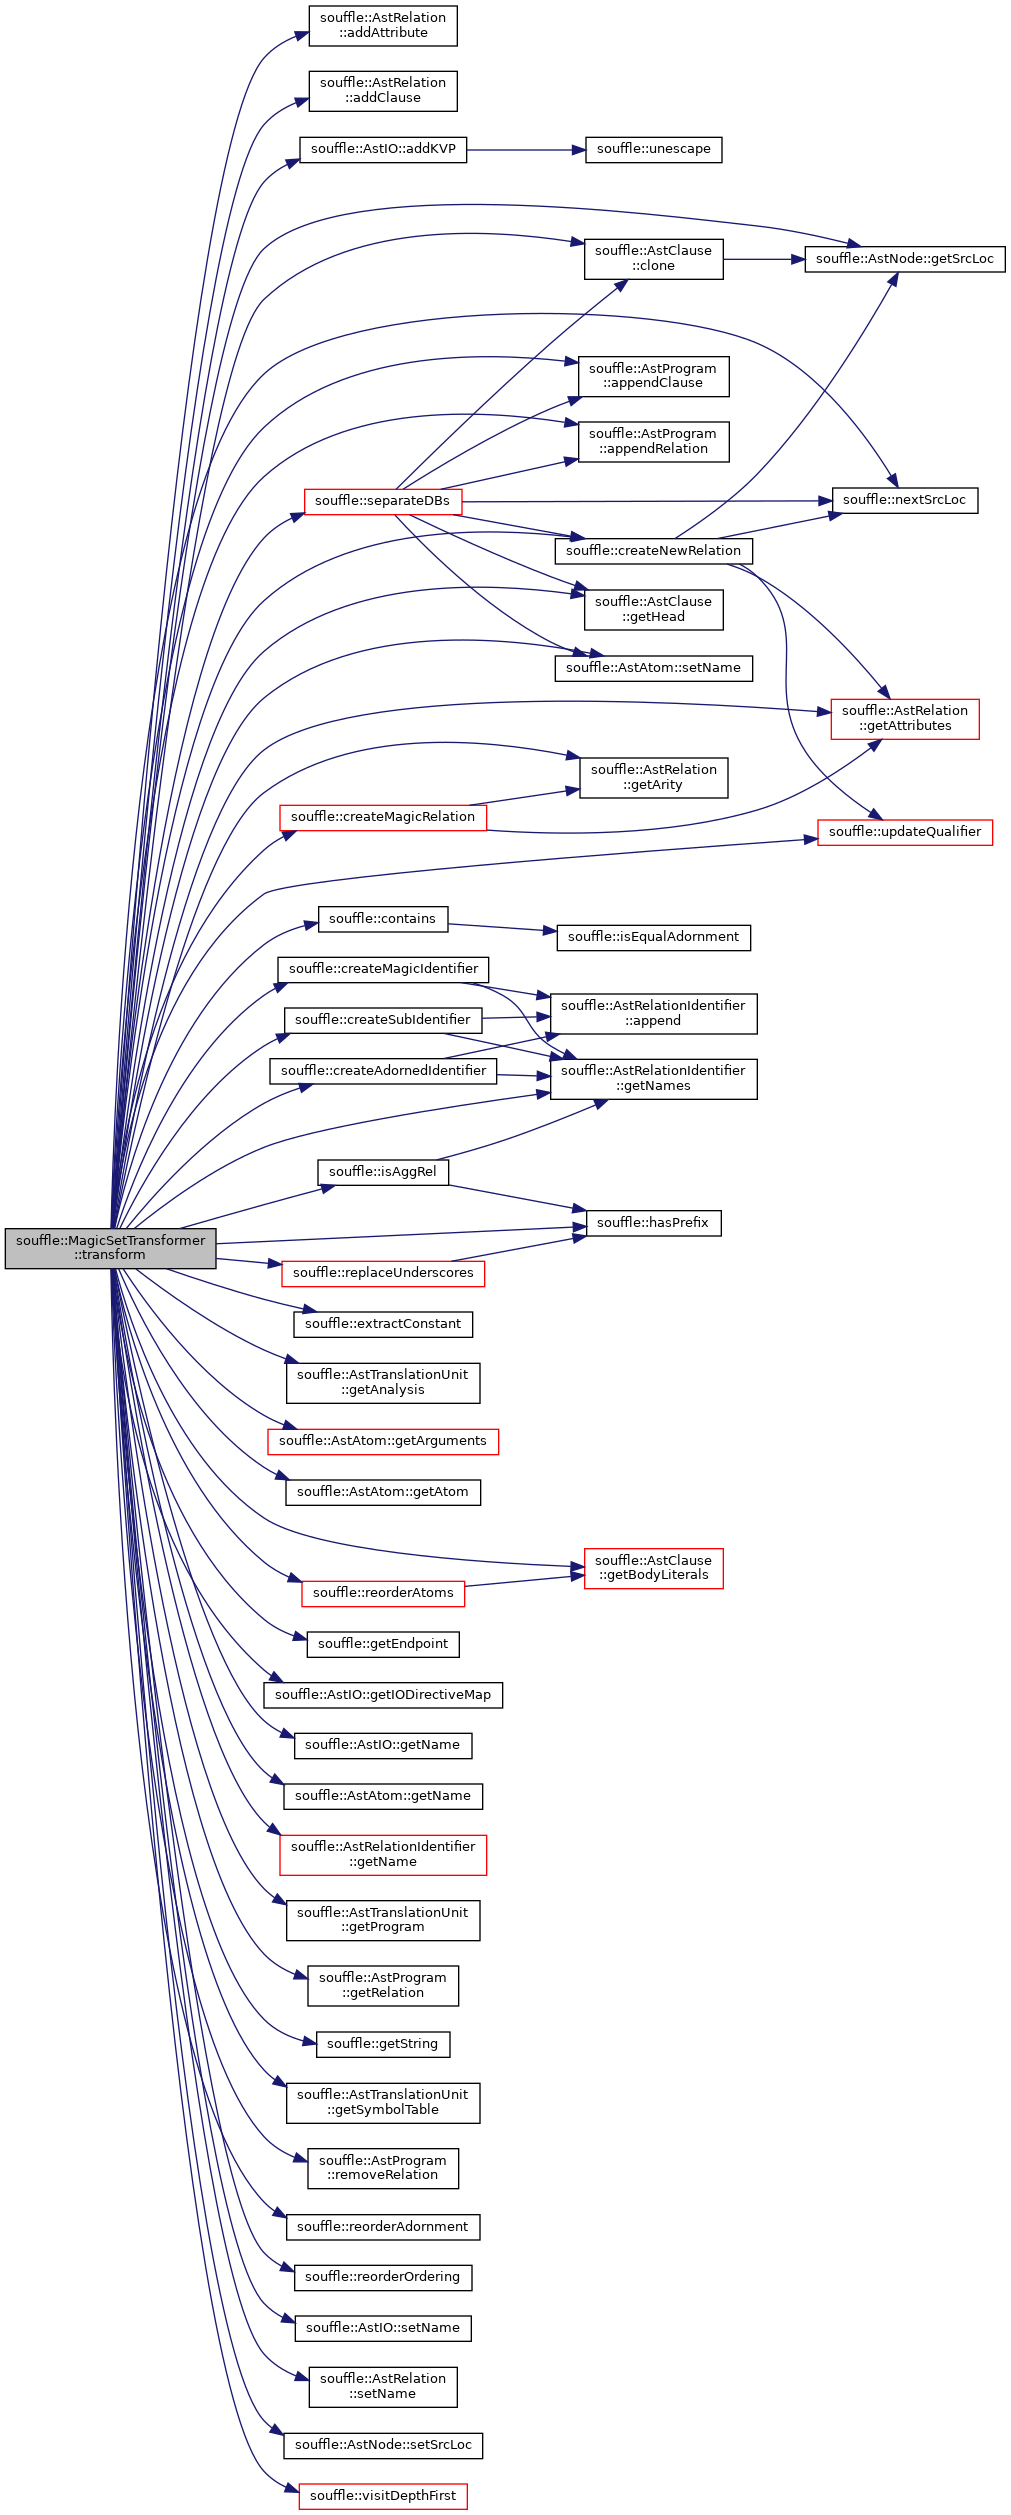 souffle::AstRelation
::addAttribute
souffle::AstRelation
::addClause
souffle::AstIO::addKVP
souffle::unescape
souffle::AstClause
::clone
souffle::AstNode::getSrcLoc
souffle::AstProgram
::appendClause
souffle::AstProgram
::appendRelation
souffle::separateDBs
souffle::nextSrcLoc
souffle::createNewRelation
souffle::AstClause
::getHead
souffle::AstAtom::setName
souffle::AstRelation
::getAttributes
souffle::AstRelation
::getArity
souffle::createMagicRelation
souffle::updateQualifier
souffle::contains
souffle::isEqualAdornment
souffle::createMagicIdentifier
souffle::AstRelationIdentifier
::append
souffle::createSubIdentifier
souffle::createAdornedIdentifier
souffle::AstRelationIdentifier
::getNames
souffle::isAggRel
souffle::hasPrefix
souffle::MagicSetTransformer
::transform
souffle::replaceUnderscores
souffle::extractConstant
souffle::AstTranslationUnit
::getAnalysis
souffle::AstAtom::getArguments
souffle::AstAtom::getAtom
souffle::AstClause
::getBodyLiterals
souffle::reorderAtoms
souffle::getEndpoint
souffle::AstIO::getIODirectiveMap
souffle::AstIO::getName
souffle::AstAtom::getName
souffle::AstRelationIdentifier
::getName
souffle::AstTranslationUnit
::getProgram
souffle::AstProgram
::getRelation
souffle::getString
souffle::AstTranslationUnit
::getSymbolTable
souffle::AstProgram
::removeRelation
souffle::reorderAdornment
souffle::reorderOrdering
souffle::AstIO::setName
souffle::AstRelation
::setName
souffle::AstNode::setSrcLoc
souffle::visitDepthFirst